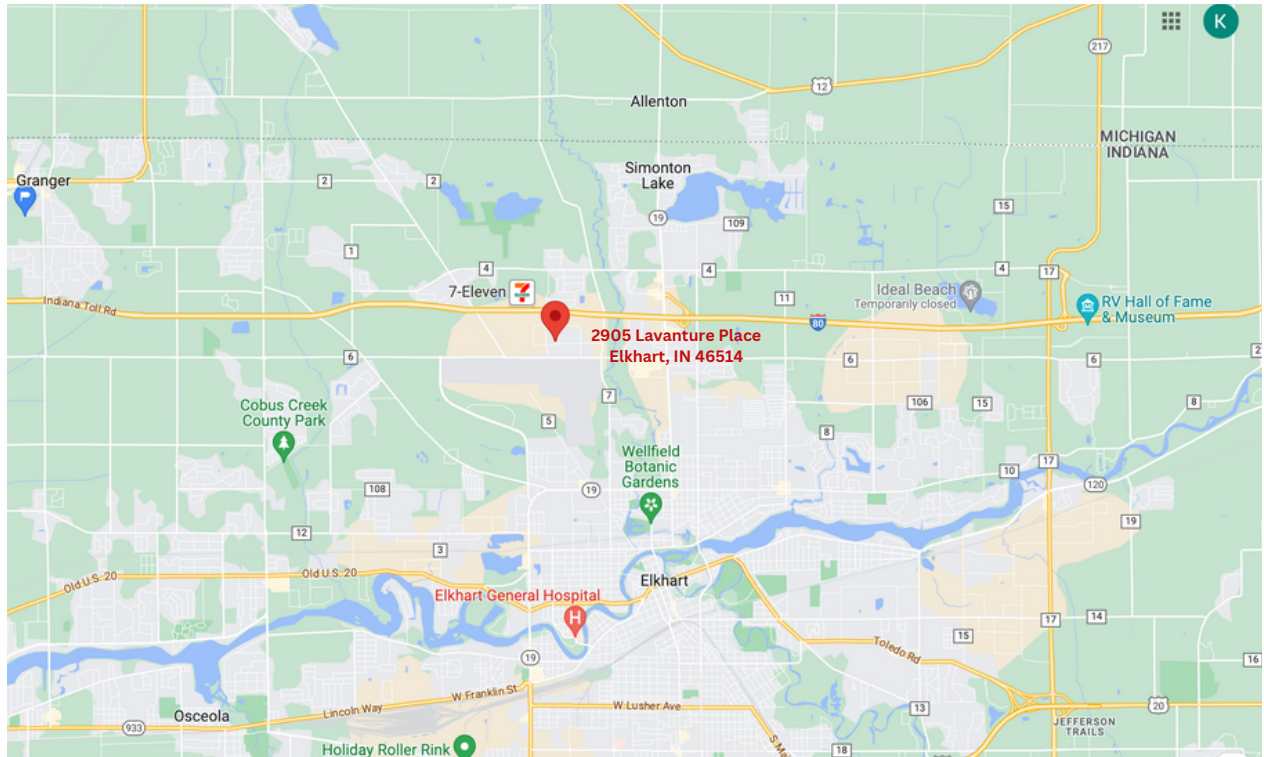 K
217
12
Allenton
MICHIGAN
INDIANA
Simonton
Lake
Granger
2
2
19
109
15
1
4
4
4
17
7-Eleven
11
Ideal Beach
Temporarily closed
RV Hall of Fame
& Museum
Indiana Toll Rd
80
2905 Lavanture Place
Elkhart, IN 46514
6
6
6
2
7
106
15
8
Cobus Creek
County Park
5
8
Wellfield
Botanic
Gardens
17
10
108
19
120
19
12
3
Old U.S. 20
Old U.S. 20
Elkhart
Elkhart General Hospital
H
17
14
15
Toledo Rd
19
16
W Franklin St
Lincoln Way
W Lusher Ave
13
20
Osceola
933
JEFFERSON
TRAILS
Holiday Roller Rink
18